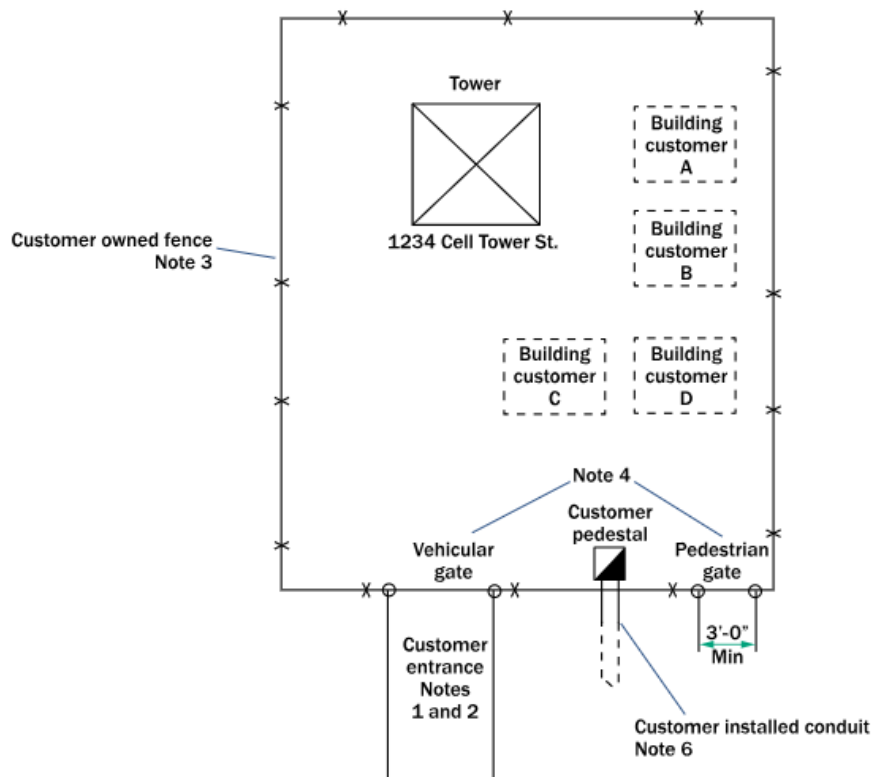 Tower
1234 Cell Tower St.
Building
customer
A
Building
customer
B
Customer owned fence
Note 3
Building
customer
C
Building
customer
D
Note 4
Customer
pedestal
Vehicular
gate
Pedestrian
gate
3'-0"
Min
Customer
entrance
Notes
1 and 2
Customer installed conduit
Note 6